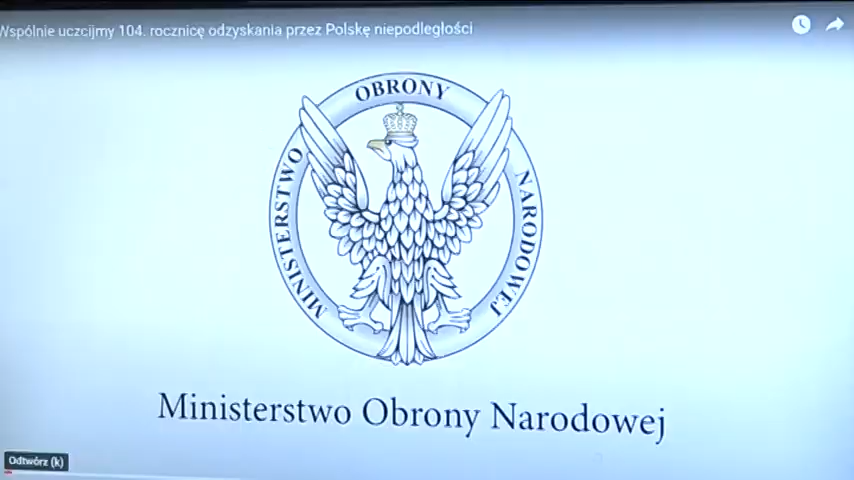 Wspólnie uczcijmy 104. rocznicę odzyskania przez Polskę niepodległości
MINISTERSTWO OBRONY NARODOWEJ
Ministerstwo Obrony Narodowej
Odtwórz (k)